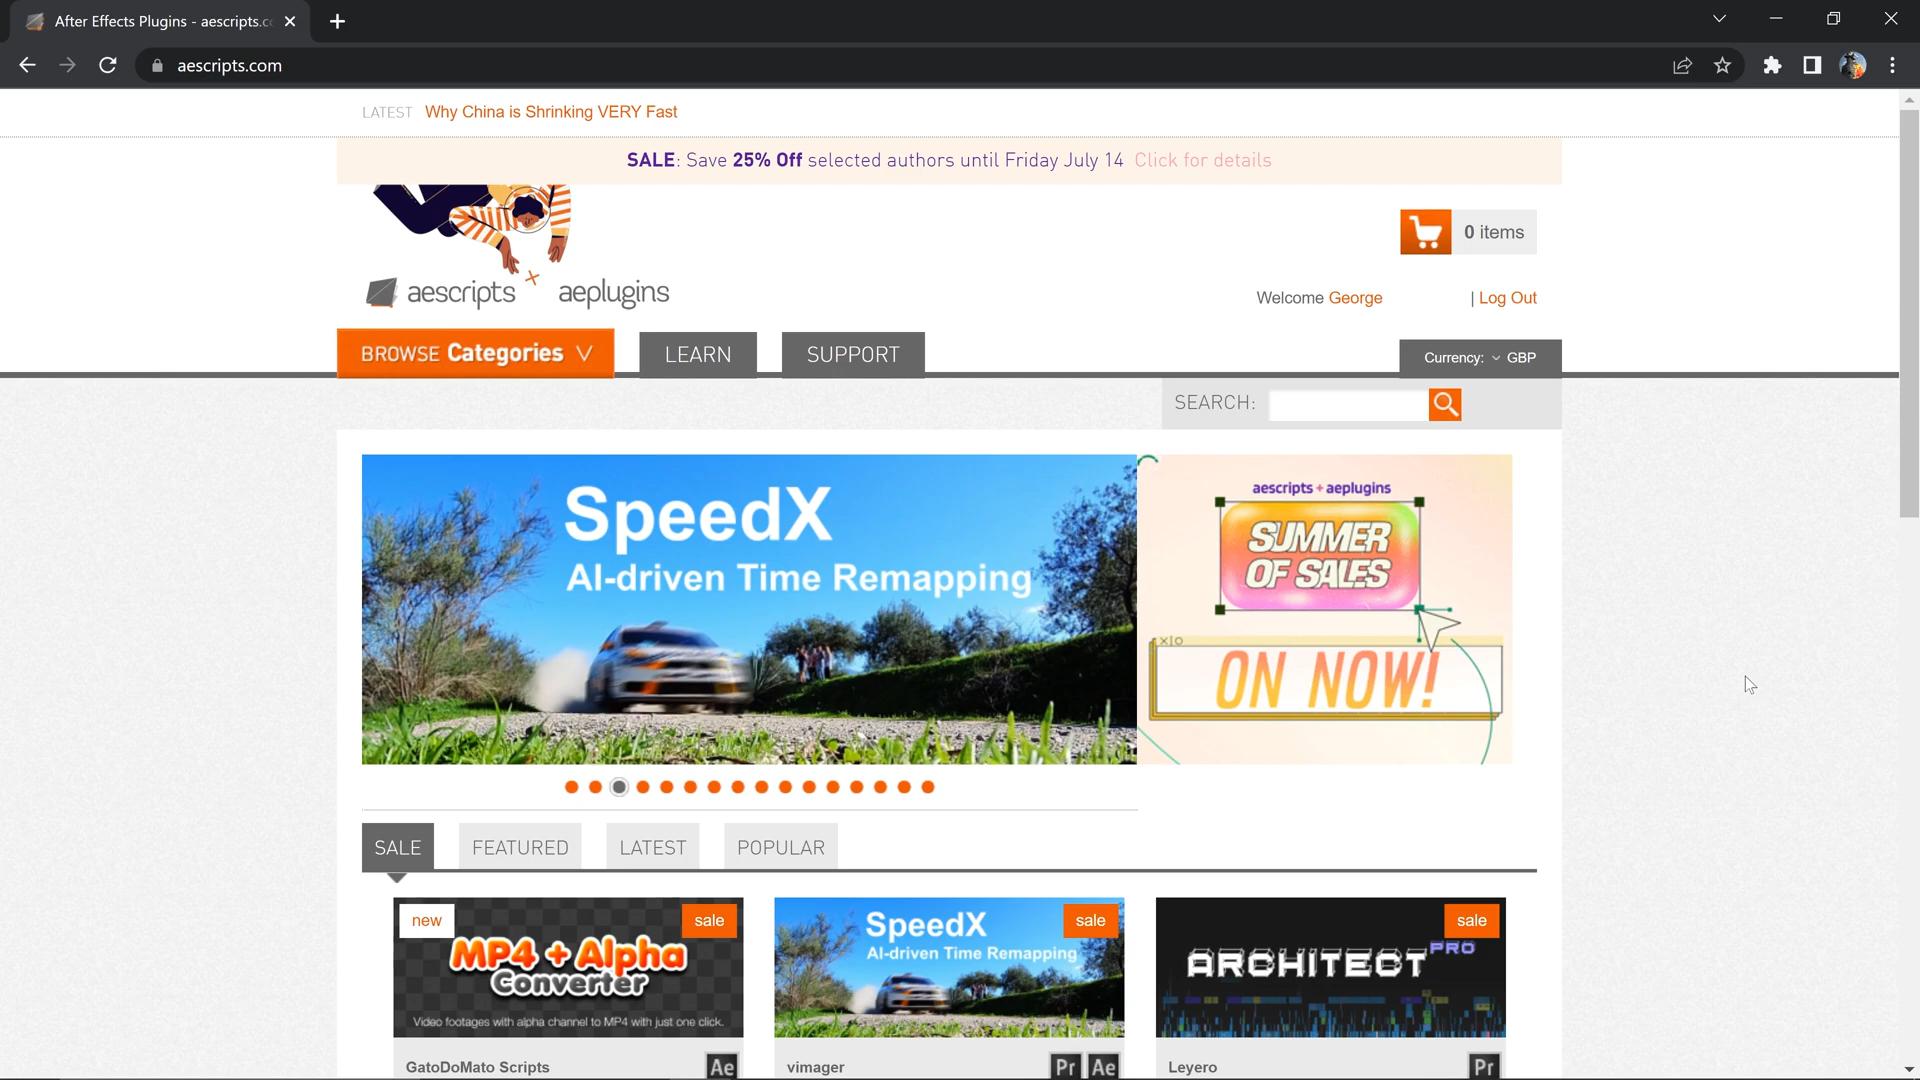 After Effects Plugins - aescripts.c
aescripts.com
LATEST Why China is Shrinking VERY Fast
SALE: Save 25% Off selected authors until Friday July 14 Click for details
0 items
aescripts + aeplugins
Welcome George | Log Out
BROWSE Categories
LEARN
SUPPORT
Currency: GBP
SEARCH:
SpeedX
AI-driven Time Remapping
aescripts + aeplugins
SUMMER
OF SALES
ON NOW!
SALE
FEATURED
LATEST
POPULAR
new
sale
MP4 + Alpha
Converter
Video footages with alpha channel to MP4 with just one click.
sale
SpeedX
AI-driven Time Remapping
sale
ARCHITECT PRO
GatoDoMato Scripts
Ae
vimager
Pr Ae
Leyero
Pr